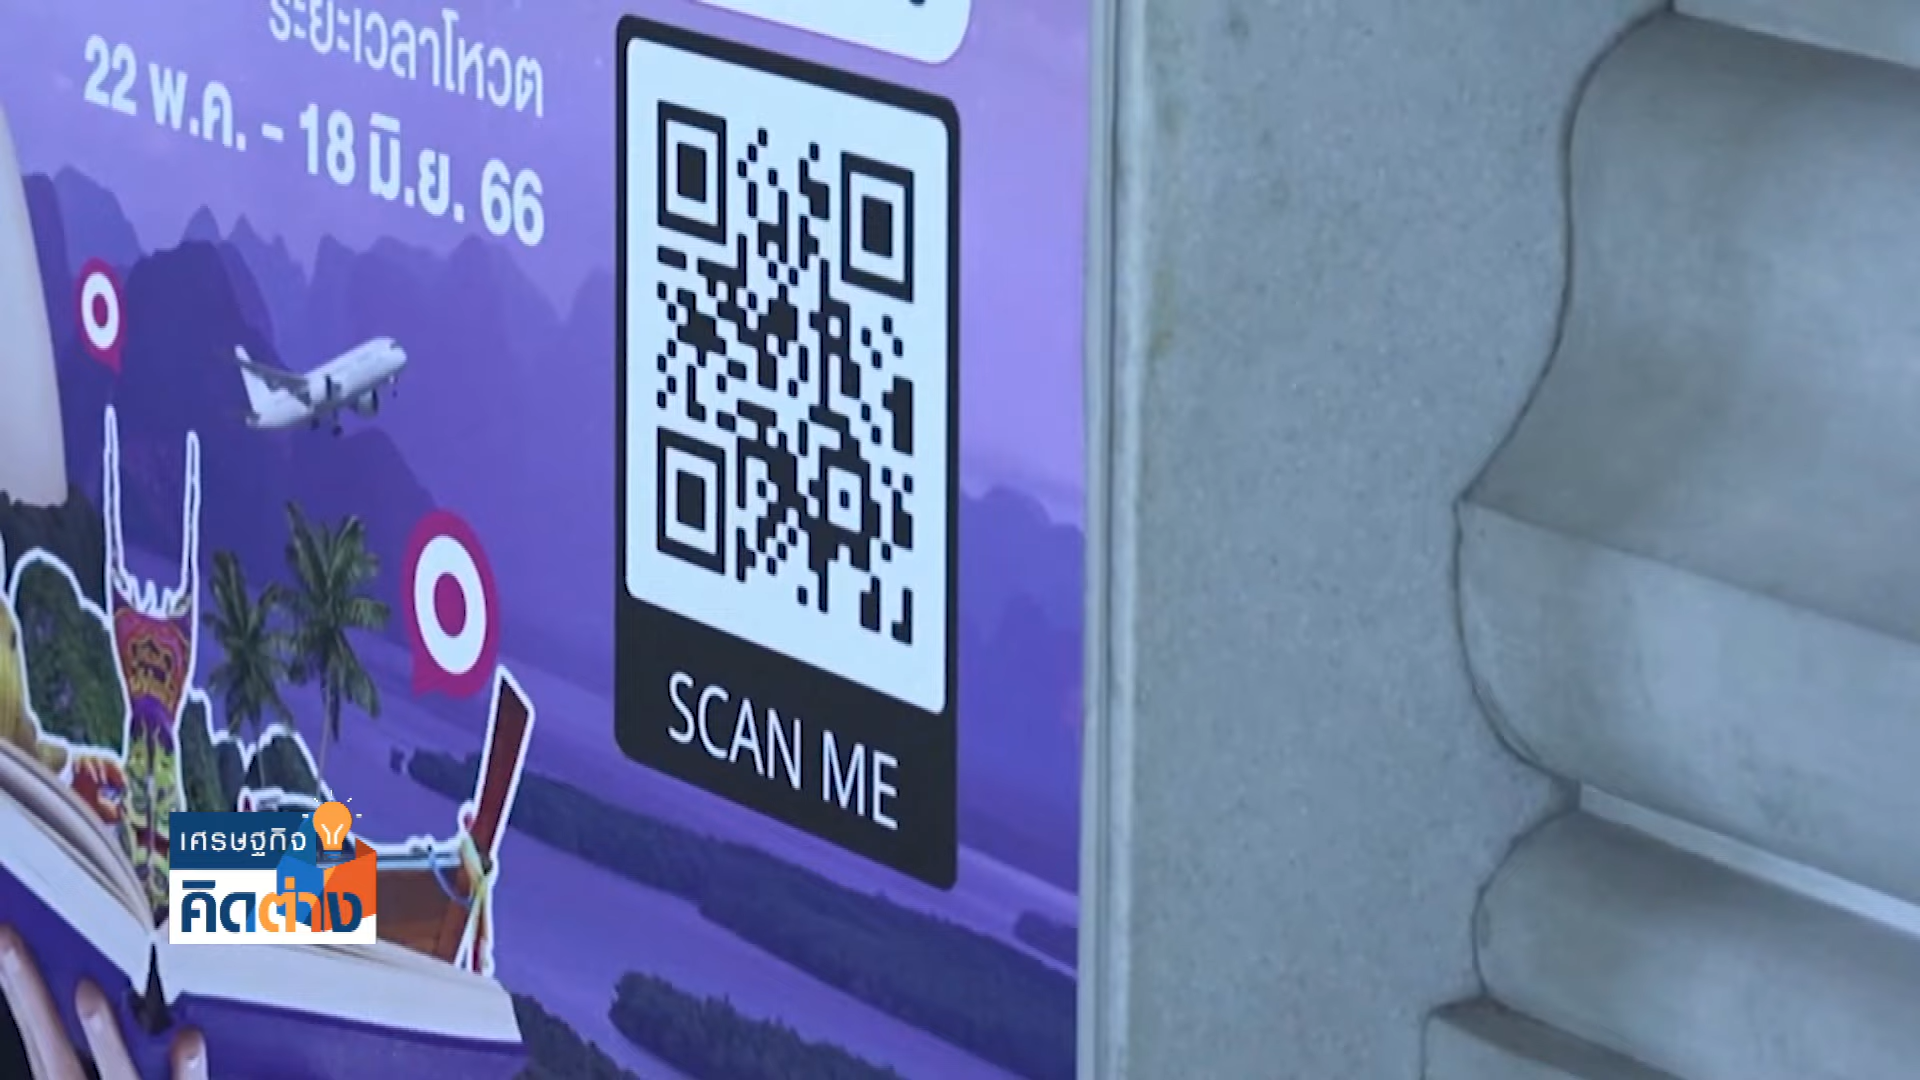 ระยะเวลาโหวต
22 พ.ค. - 18 มิ.ย. 66
SCAN ME
เศรษฐกิจ
คิดต่าง